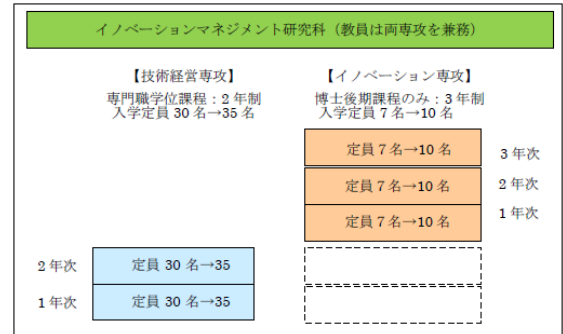 イノベーションマネジメント研究科（教員は両専攻を兼務）
【技術経営専攻】
専門職学位課程：2年制
入学定員 30 名→35 名
【イノベーション専攻】
博士後期課程のみ：3年制
入学定員 7 名→10 名
定員 7 名→10 名
3 年次
定員 7 名→10 名
2 年次
定員 7 名→10 名
1 年次
2 年次
定員 30 名→35
1 年次
定員 30 名→35